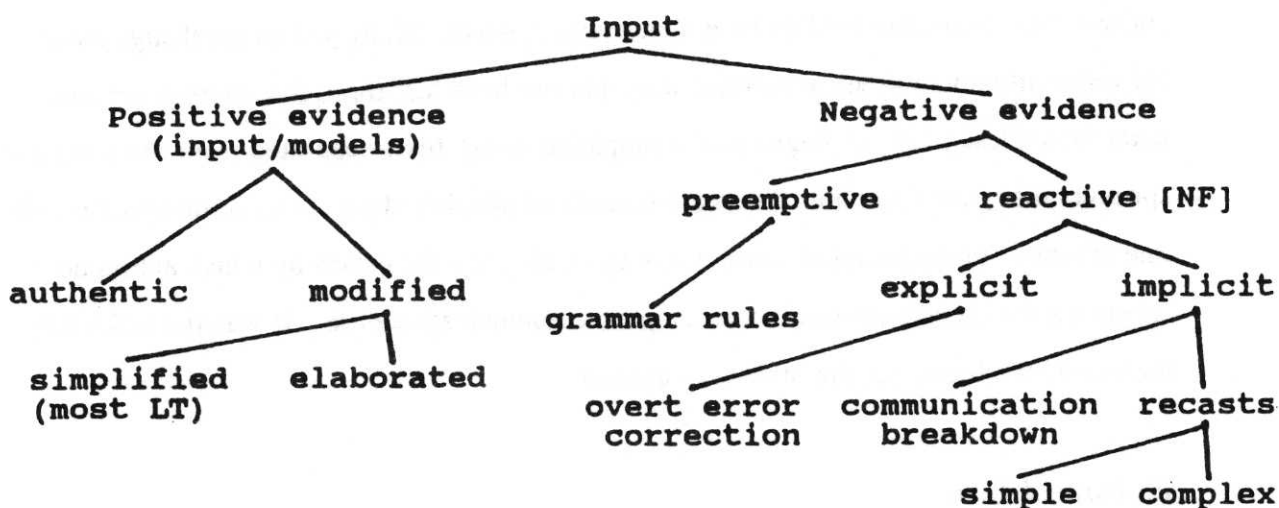 Input
Positive evidence
(input/models)
Negative evidence
preemptive
reactive [NF]
authentic
modified
grammar rules
explicit
implicit
simplified
(most LT)
elaborated
overt error
correction
communication
breakdown
recasts
simple
complex